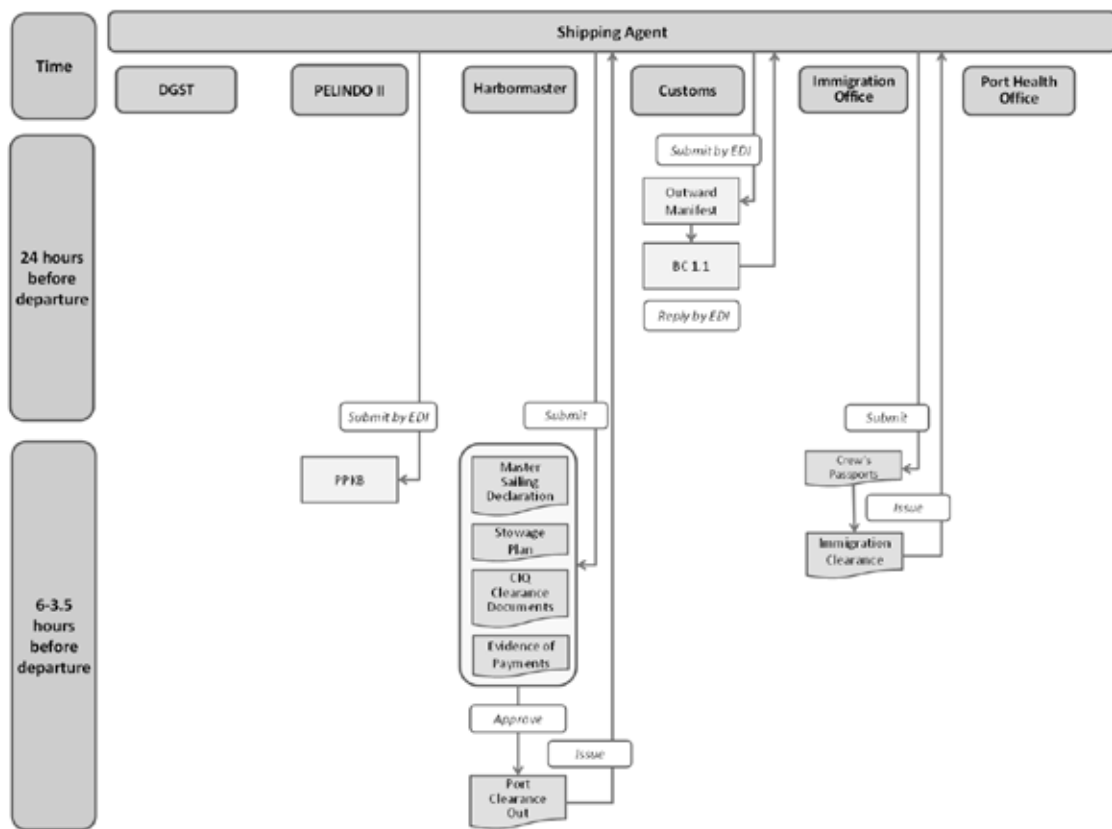 Shipping Agent
Time
DGST
PELINDO II
Harbormaster
Customs
Immigration
Office
Port Health
Office
24 hours
before
departure
Submit by EDI
Outward
Manifest
BC 1.1
Reply by EDI
Submit by EDI
Submit
Submit
6-3.5
hours
before
departure
PPKB
Master
Sailing
Declaration
Stowage
Plan
CIQ
Clearance
Documents
Evidence of
Payments
Crew's
Passports
Issue
Immigration
Clearance
Approve
Issue
Port
Clearance
Out